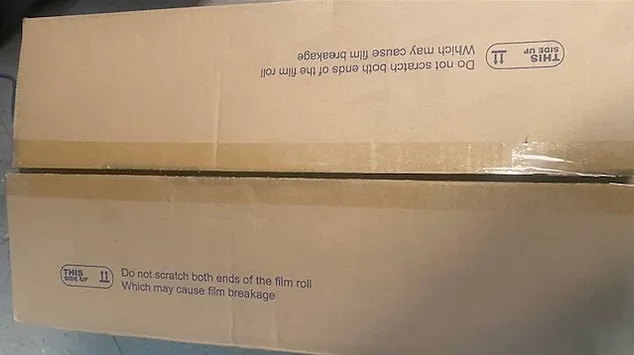 THIS
SIDE UP
Do not scratch both ends of the film roll
Which may cause film breakage
THIS
SIDE UP
Do not scratch both ends of the film roll
Which may cause film breakage